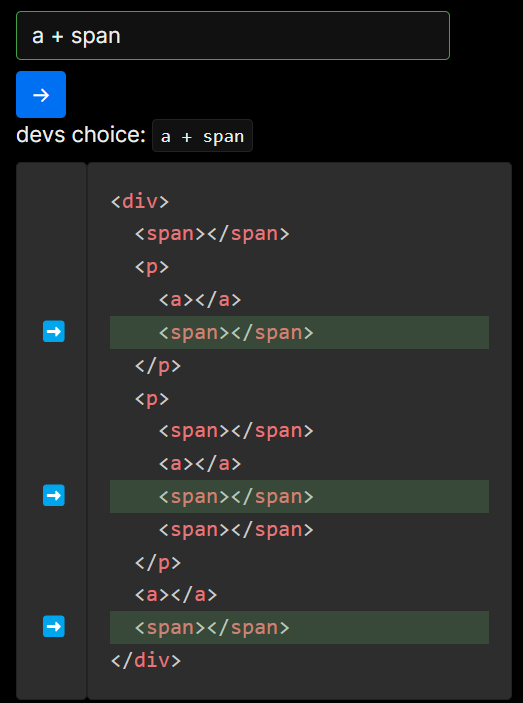 a + span
→
devs choice: a + span
<div>
  <span></span>
  <p>
    <a></a>
    <span></span>
  </p>
  <p>
    <span></span>
    <a></a>
    <span></span>
    <span></span>
  </p>
  <a></a>
  <span></span>
</div>